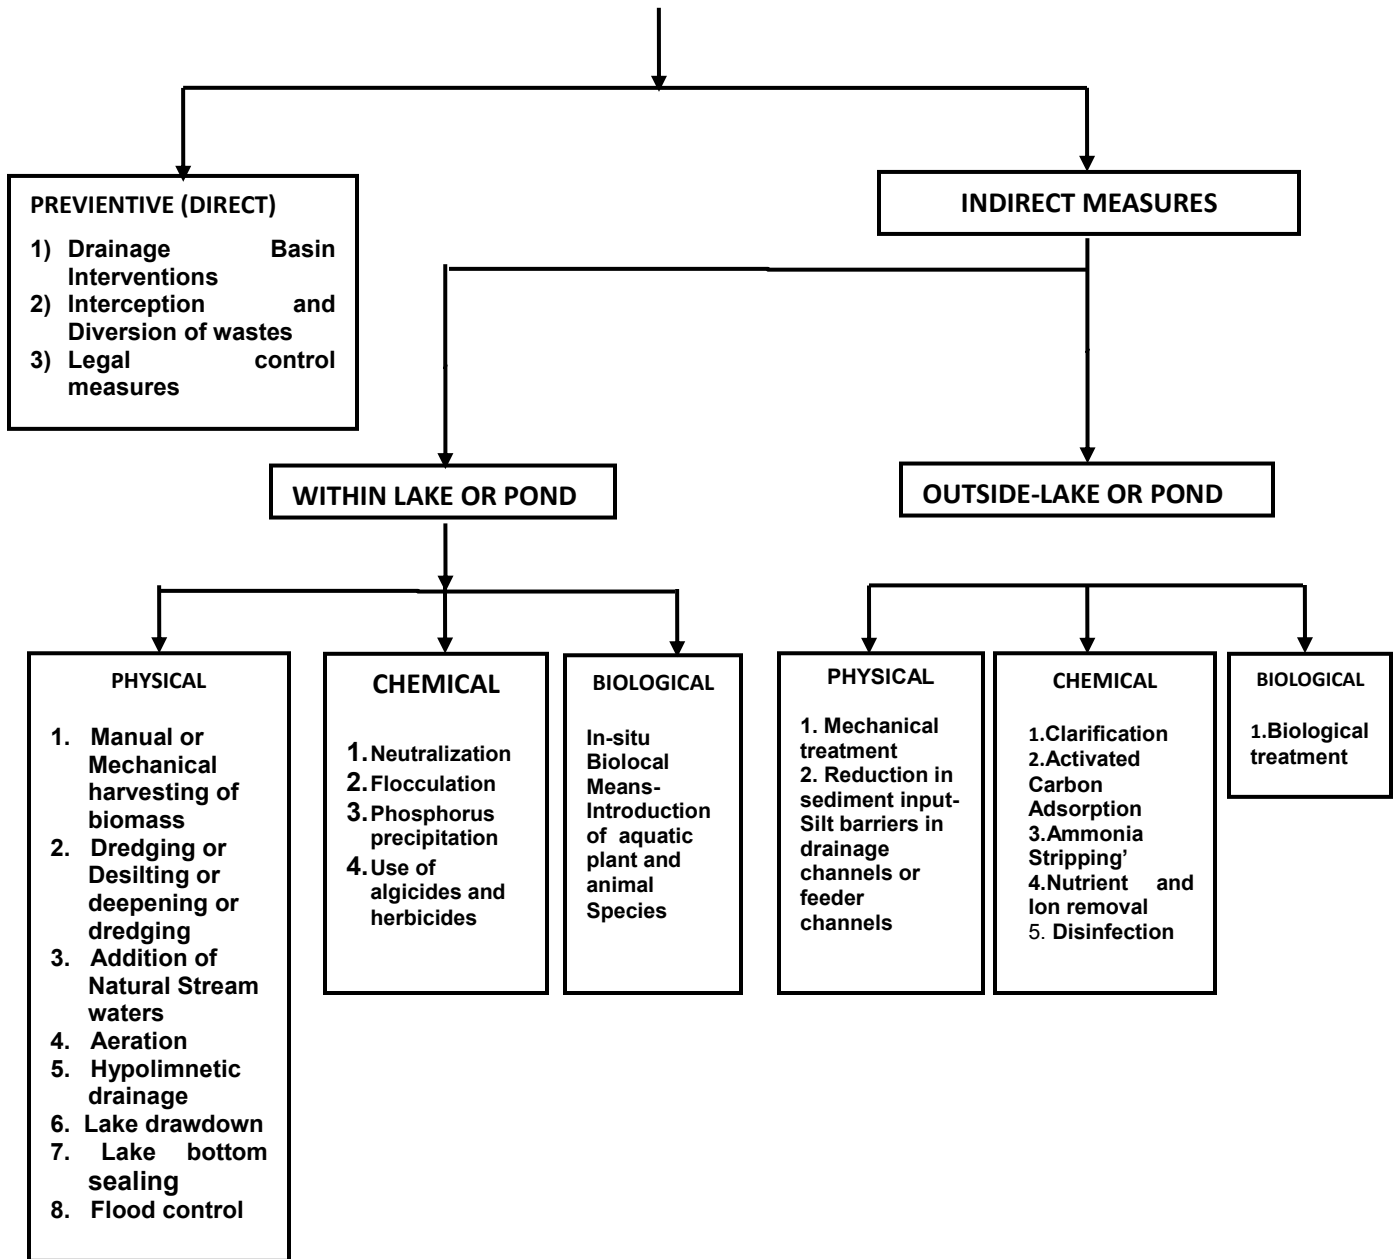 PREVIENTIVE (DIRECT)
1) Drainage Basin
Interventions
2) Interception and
Diversion of wastes
3) Legal control
measures
INDIRECT MEASURES
WITHIN LAKE OR POND
OUTSIDE-LAKE OR POND
PHYSICAL
1. Manual or
Mechanical
harvesting of
biomass
2. Dredging or
Desilting or
deepening or
dredging
3. Addition of
Natural Stream
waters
4. Aeration
5. Hypolimnetic
drainage
6. Lake drawdown
7. Lake bottom
sealing
8. Flood control
CHEMICAL
1. Neutralization
2. Flocculation
3. Phosphorus
precipitation
4. Use of
algicides and
herbicides
BIOLOGICAL
In-situ
Biolocal
Means-
Introduction
of aquatic
plant and
animal
Species
PHYSICAL
1. Mechanical
treatment
2. Reduction in
sediment input-
Silt barriers in
drainage
channels or
feeder
channels
CHEMICAL
1.Clarification
2.Activated
Carbon
Adsorption
3.Ammonia
Stripping’
4.Nutrient and
Ion removal
5. Disinfection
BIOLOGICAL
1.Biological
treatment